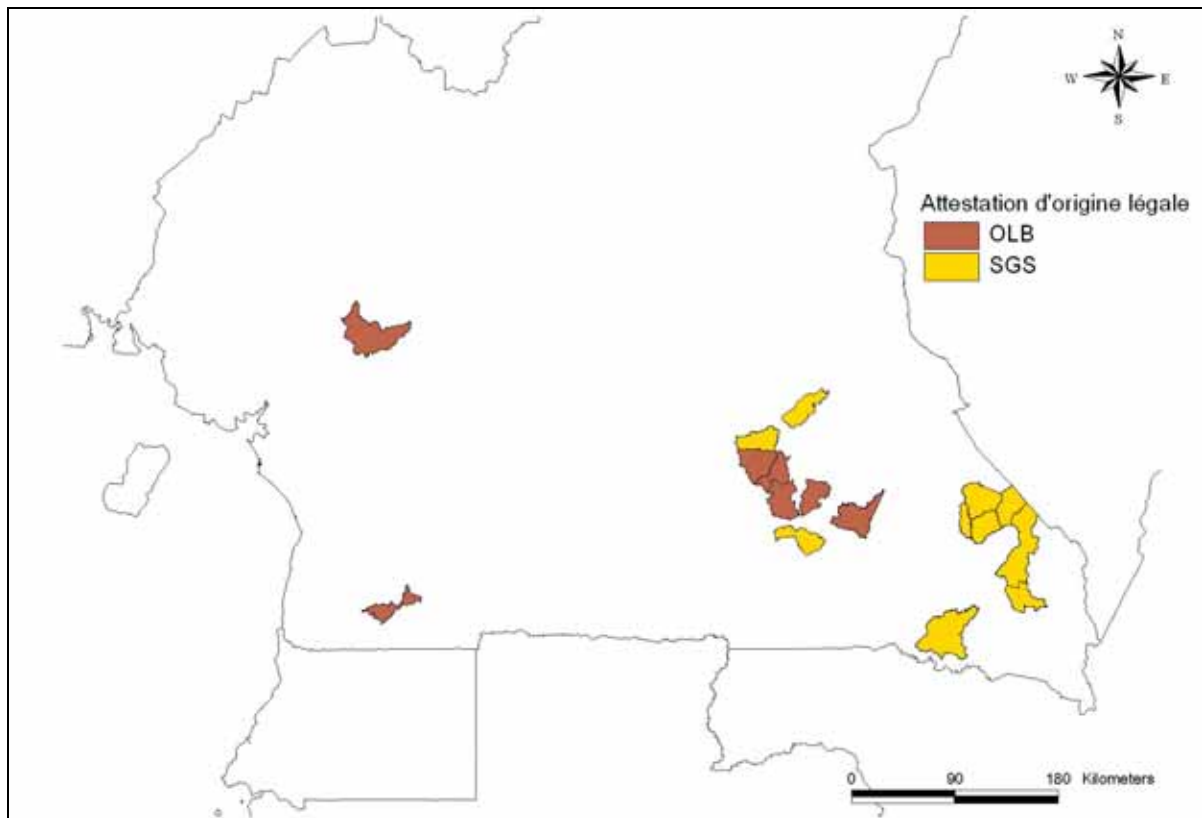 N
W E
S
Attestation d'origine légale
OLB
SGS
0 90 180 Kilometers